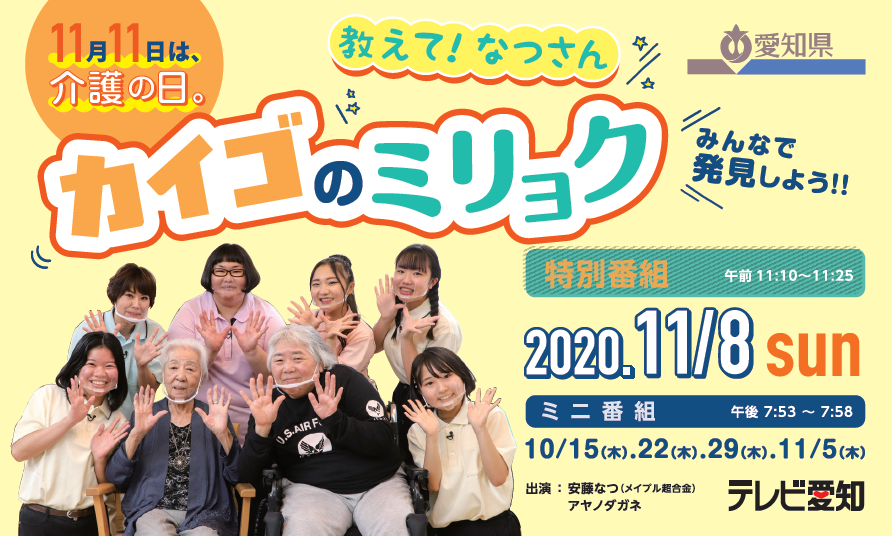 11月11日は、
介護の日。
教えて！なつさん
愛知県
カイゴのミリョク
みんなで
発見しよう!!
特別番組 午前 11:10～11:25
2020.11/8 sun
ミニ番組 午後 7:53 ～ 7:58
10/15(木).22(木).29(木).11/5(木)
出演：安藤なつ（メイプル超合金）
アヤノダガネ
テレビ愛知
U.S. AIR FO